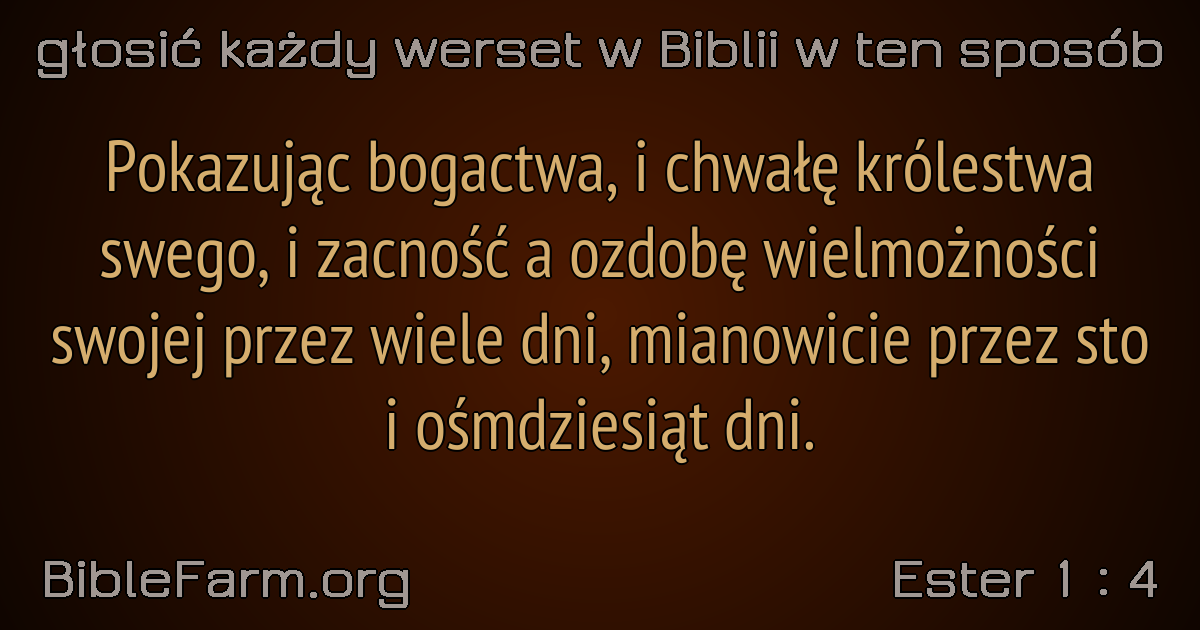 głosić każdy werset w Biblii w ten sposób
Pokazując bogactwa, i chwałę królestwa
swego, i zacność a ozdobę wielmożności
swojej przez wiele dni, mianowicie przez sto
i ośmdziesiąt dni.
BibleFarm.org
Ester 1 : 4